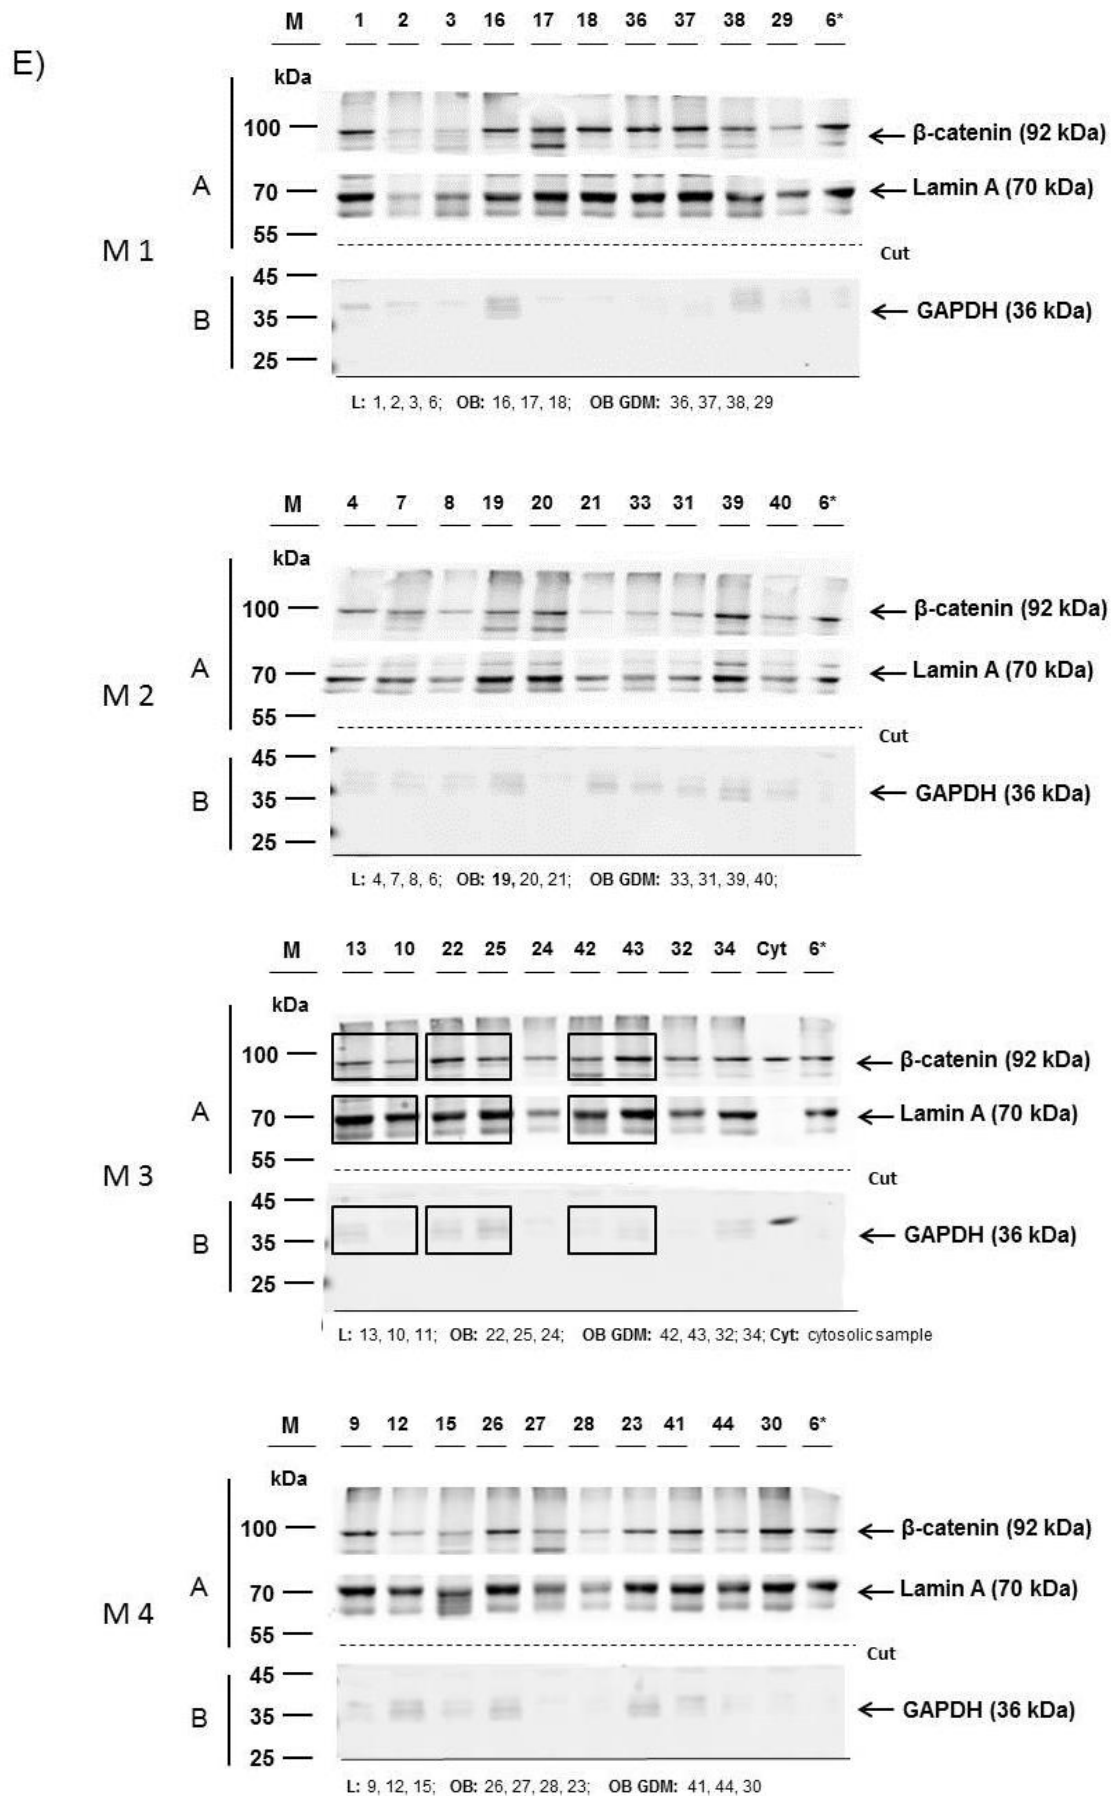 E)
M 1 2 3 16 17 18 36 37 38 29 6*
kDa
100
β-catenin (92 kDa)
A
70
Lamin A (70 kDa)
55
M 1
Cut
45
B
35
GAPDH (36 kDa)
25
L: 1, 2, 3, 6; OB: 16, 17, 18; OB GDM: 36, 37, 38, 29
M 4 7 8 19 20 21 33 31 39 40 6*
kDa
100
β-catenin (92 kDa)
A
70
Lamin A (70 kDa)
M 2
55
Cut
45
B
35
GAPDH (36 kDa)
25
L: 4, 7, 8, 6; OB: 19, 20, 21; OB GDM: 33, 31, 39, 40;
M 13 10 22 25 24 42 43 32 34 Cyt 6*
kDa
100
β-catenin (92 kDa)
A
70
Lamin A (70 kDa)
55
M 3
Cut
45
B
35
GAPDH (36 kDa)
25
L: 13, 10, 11; OB: 22, 25, 24; OB GDM: 42, 43, 32; 34; Cyt: cytosolic sample
M 9 12 15 26 27 28 23 41 44 30 6*
kDa
100
β-catenin (92 kDa)
A
70
Lamin A (70 kDa)
M 4
55
Cut
45
B
35
GAPDH (36 kDa)
25
L: 9, 12, 15; OB: 26, 27, 28, 23; OB GDM: 41, 44, 30